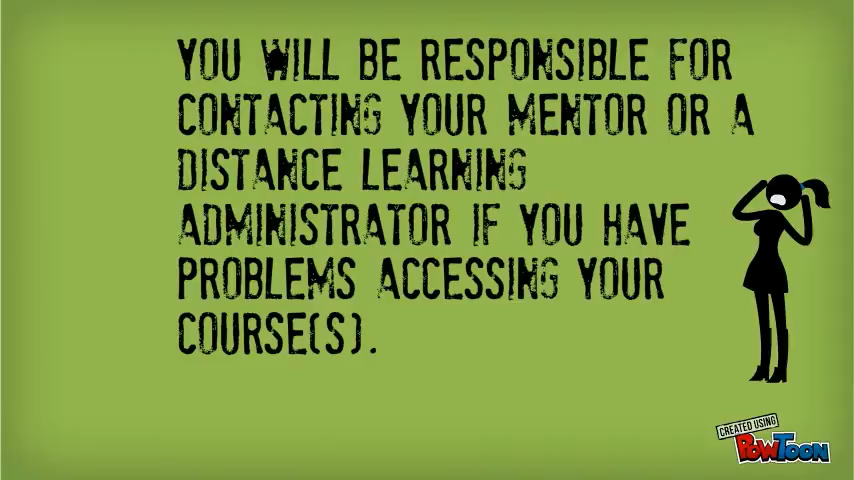 YOU WILL BE RESPONSIBLE FOR
CONTACTING YOUR MENTOR OR A
DISTANCE LEARNING
ADMINISTRATOR IF YOU HAVE
PROBLEMS ACCESSING YOUR
COURSE(S).
CREATED USING
POWTOON